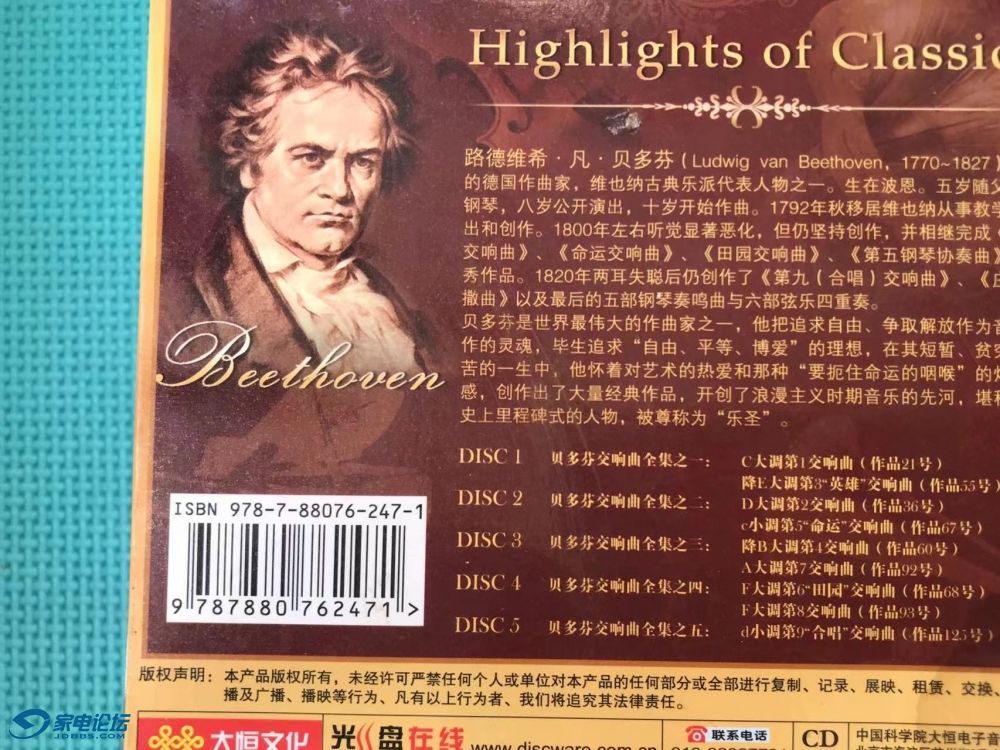 Highlights of Classic
路德维希·凡·贝多芬(Ludwig van Beethoven, 1770~1827)
的德国作曲家,维也纳古典乐派代表人物之一。生在波恩。五岁随父
钢琴,八岁公开演出,十岁开始作曲。1792年秋移居维也纳从事教学
出和创作。1800年左右听觉显著恶化,但仍坚持创作,并相继完成
交响曲》、《命运交响曲》、《田园交响曲》、《第五钢琴协奏曲》
秀作品。1820年两耳失聪后仍创作了《第九(合唱)交响曲》、《
撒曲》以及最后的五部钢琴奏鸣曲与六部弦乐四重奏。
贝多芬是世界最伟大的作曲家之一,他把追求自由、争取解放作为
作的灵魂,毕生追求“自由、平等、博爱”的理想,在其短暂、贫穷
苦的一生中,他怀着对艺术的热爱和那种“要扼住命运的咽喉”的
感,创作出了大量经典作品,开创了浪漫主义时期音乐的先河,堪称
史上里程碑式的人物,被尊称为“乐圣”。
Beethoven
DISC 1 贝多芬交响曲全集之一: C大调第1交响曲(作品21号)
降E大调第3“英雄”交响曲(作品55号)
DISC 2 贝多芬交响曲全集之二: D大调第2交响曲(作品36号)
c小调第5“命运”交响曲(作品67号)
DISC 3 贝多芬交响曲全集之三: 降B大调第4交响曲(作品60号)
A大调第7交响曲(作品92号)
DISC 4 贝多芬交响曲全集之四: F大调第6“田园”交响曲(作品68号)
F大调第8交响曲(作品93号)
DISC 5 贝多芬交响曲全集之五: d小调第9“合唱”交响曲(作品125号)
ISBN 978-7-88076-247-1
9 787880 762471 >
版权声明:本产品版权所有,未经许可严禁任何个人或单位对本产品的任何部分或全部进行复制、记录、展映、租赁、交换、
播及广播、播映等行为、凡有以上行为者、我们将追究其法律责任。
大恒文化
光盘在线
www.discware.com.cn
联系电话
CD
中国科学院大恒电子音
家电论坛
JDBBS.COM